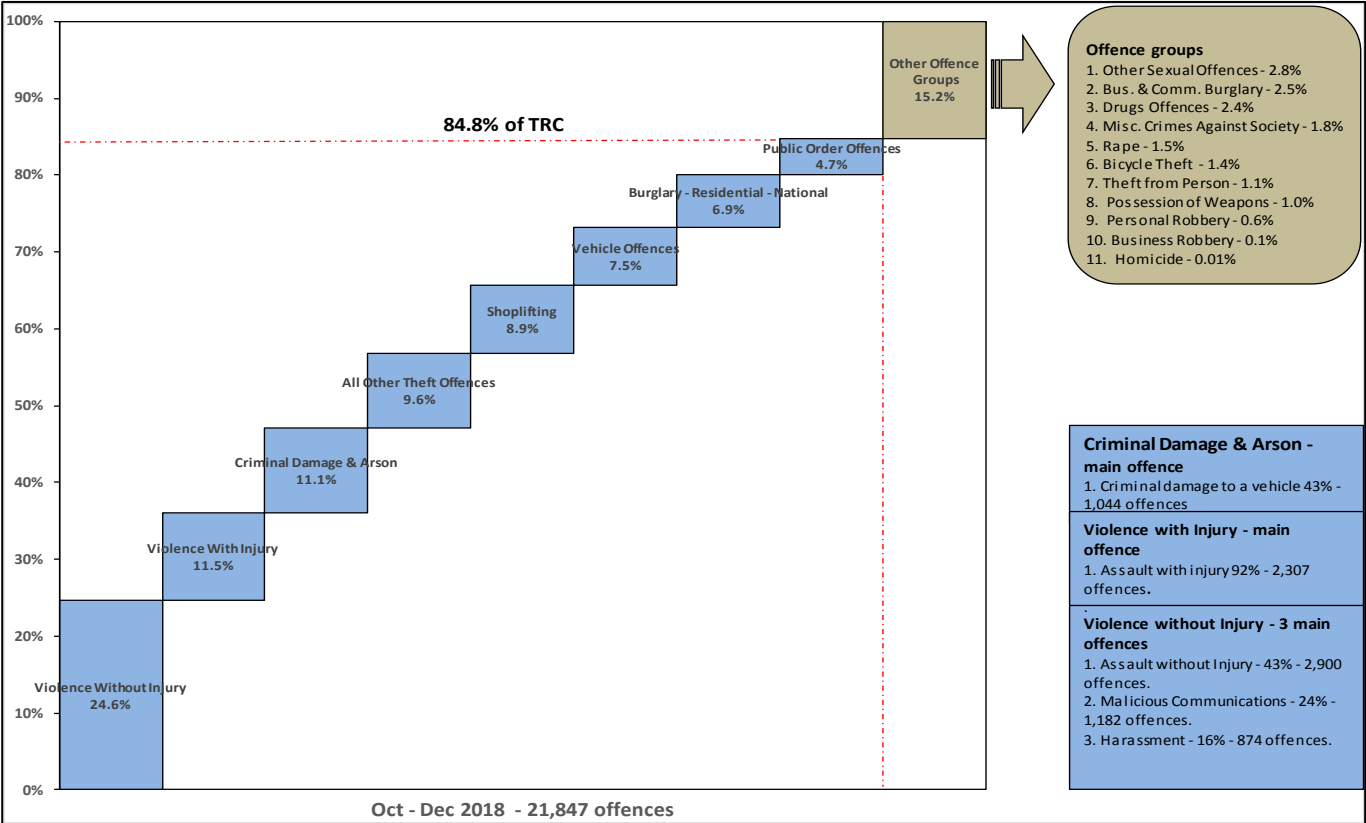 100%
90%
80%
70%
60%
50%
40%
30%
20%
10%
0%
84.8% of TRC
Violence Without Injury
24.6%
Violence With Injury
11.5%
Criminal Damage & Arson
11.1%
All Other Theft Offences
9.6%
Shoplifting
8.9%
Vehicle Offences
7.5%
Burglary - Residential - National
6.9%
Public Order Offences
4.7%
Other Offence
Groups
15.2%
Oct - Dec 2018 - 21,847 offences
Offence groups
1. Other Sexual Offences - 2.8%
2. Bus. & Comm. Burglary - 2.5%
3. Drugs Offences - 2.4%
4. Misc. Crimes Against Society - 1.8%
5. Rape - 1.5%
6. Bicycle Theft - 1.4%
7. Theft from Person - 1.1%
8. Possession of Weapons - 1.0%
9. Personal Robbery - 0.6%
10. Business Robbery - 0.1%
11. Homicide - 0.01%
Criminal Damage & Arson -
main offence
1. Criminal damage to a vehicle 43% -
1,044 offences
Violence with Injury - main
offence
1. Assault with injury 92% - 2,307
offences.
.
Violence without Injury - 3 main
offences
1. Assault without Injury - 43% - 2,900
offences.
2. Malicious Communications - 24% -
1,182 offences.
3. Harassment - 16% - 874 offences.